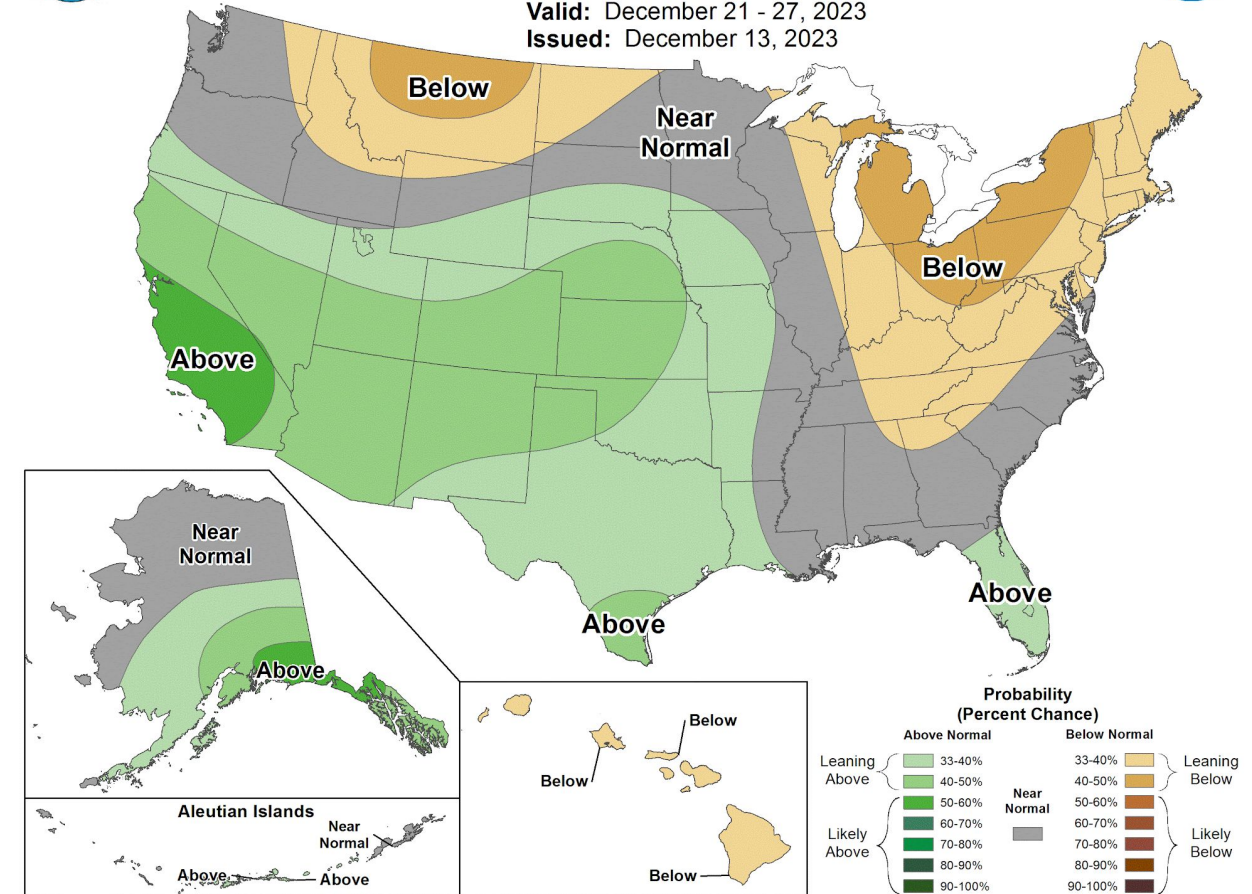 Valid: December 21 - 27, 2023
Issued: December 13, 2023
Below
Near
Normal
Below
Above
Near
Normal
Above
Above
Above
Aleutian Islands
Near
Normal
Above
Above
Below
Below
Below
Probability
(Percent Chance)
Above Normal
Below Normal
Leaning
Above
33-40%
40-50%
Likely
Above
50-60%
60-70%
70-80%
80-90%
90-100%
Near
Normal
33-40%
40-50%
Leaning
Below
50-60%
60-70%
70-80%
80-90%
90-100%
Likely
Below